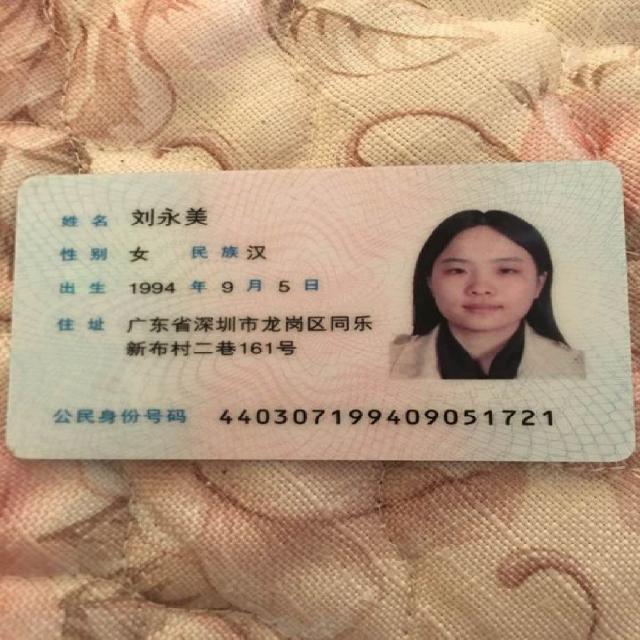 姓名 刘永美
性别 女 民族 汉
出生 1994 年 9 月 5 日
住址 广东省深圳市龙岗区同乐
新布村二巷161号
公民身份号码 440307199409051721